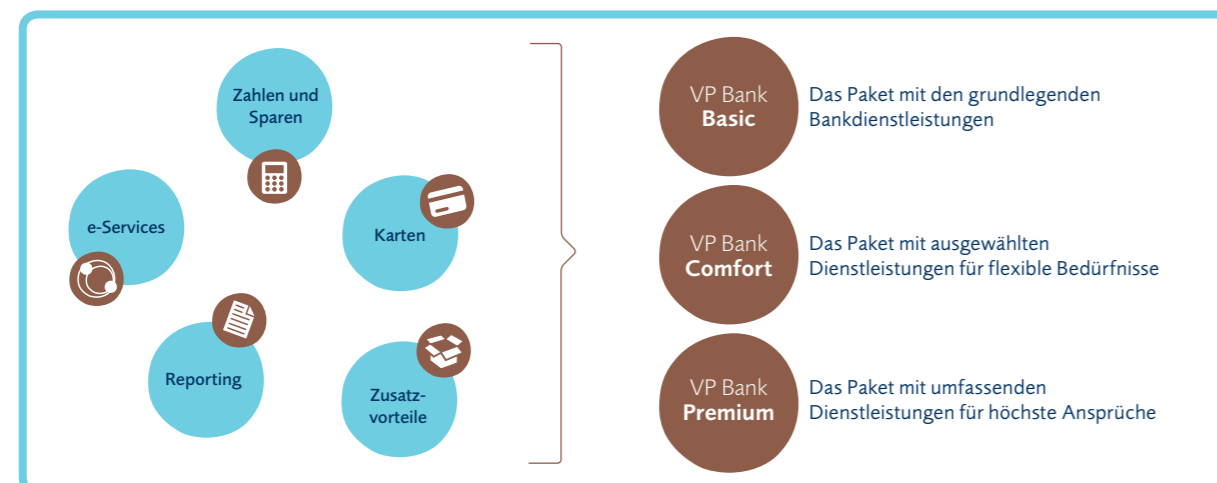 Zahlen und
Sparen
e-Services
Karten
Reporting
Zusatz-
vorteile
VP Bank
Basic
Das Paket mit den grundlegenden
Bankdienstleistungen
VP Bank
Comfort
Das Paket mit ausgewählten
Dienstleistungen für flexible Bedürfnisse
VP Bank
Premium
Das Paket mit umfassenden
Dienstleistungen für höchste Ansprüche